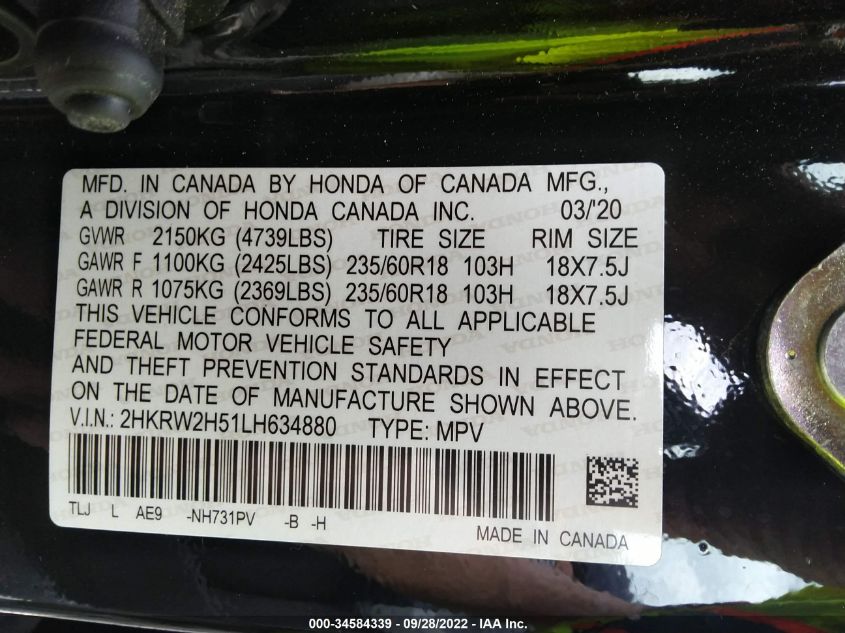 MFD. IN CANADA BY HONDA OF CANADA MFG.,
A DIVISION OF HONDA CANADA INC. 03/'20
GVWR 2150KG (4739LBS) TIRE SIZE RIM SIZE
GAWR F 1100KG (2425LBS) 235/60R18 103H 18X7.5J
GAWR R 1075KG (2369LBS) 235/60R18 103H 18X7.5J
THIS VEHICLE CONFORMS TO ALL APPLICABLE
FEDERAL MOTOR VEHICLE SAFETY
AND THEFT PREVENTION STANDARDS IN EFFECT
ON THE DATE OF MANUFACTURE SHOWN ABOVE.
V.I.N.: 2HKRW2H51LH634880 TYPE: MPV
TLJ L AE9 -NH731PV -B -H
MADE IN CANADA
000-34584339 - 09/28/2022 - IAA Inc.